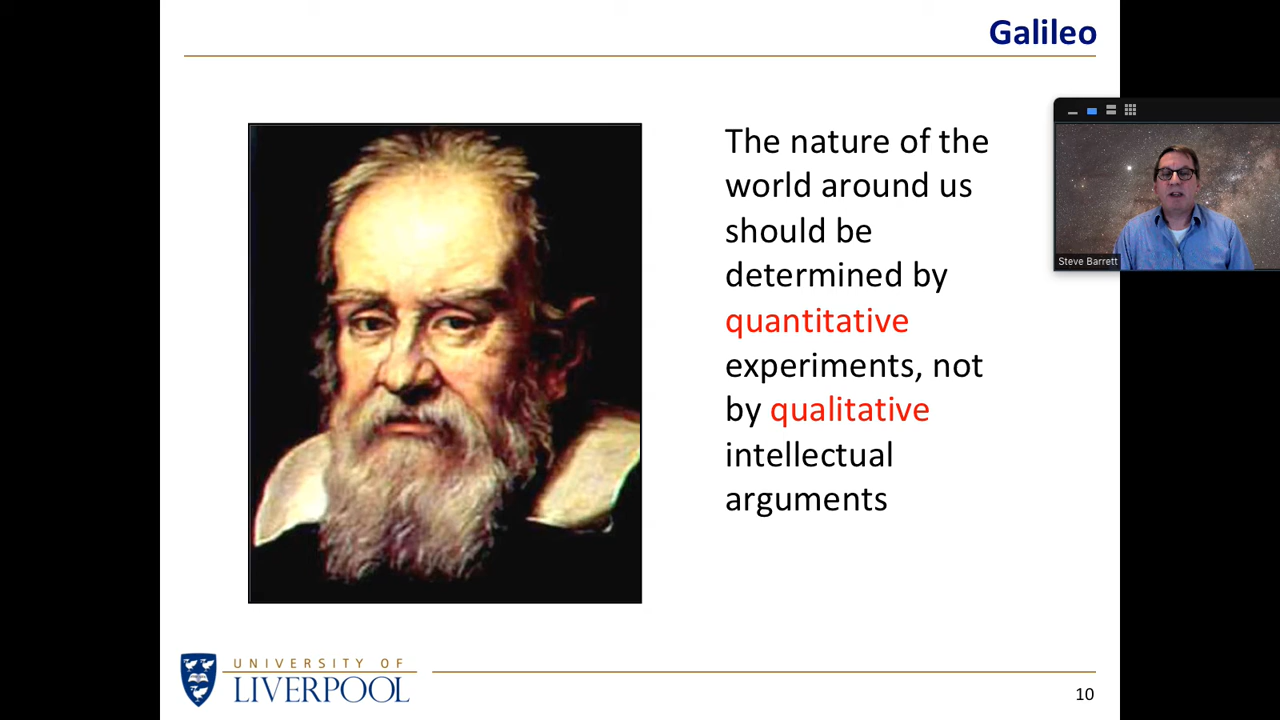 Galileo
The nature of the
world around us
should be
determined by
quantitative
experiments, not
by qualitative
intellectual
arguments
Steve Barrett
UNIVERSITY OF
LIVERPOOL
10